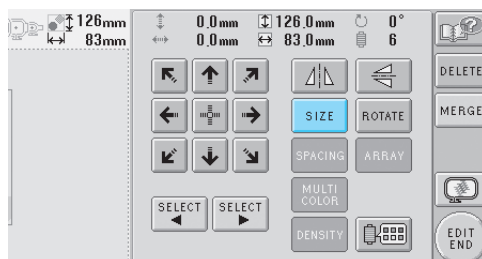 126mm 0.0mm 126.0mm 0°
83mm 0.0mm 83.0mm 6
DELETE
SIZE ROTATE MERGE
SPACING ARRAY
MULTI
COLOR
SELECT SELECT
DENSITY
EDIT
END